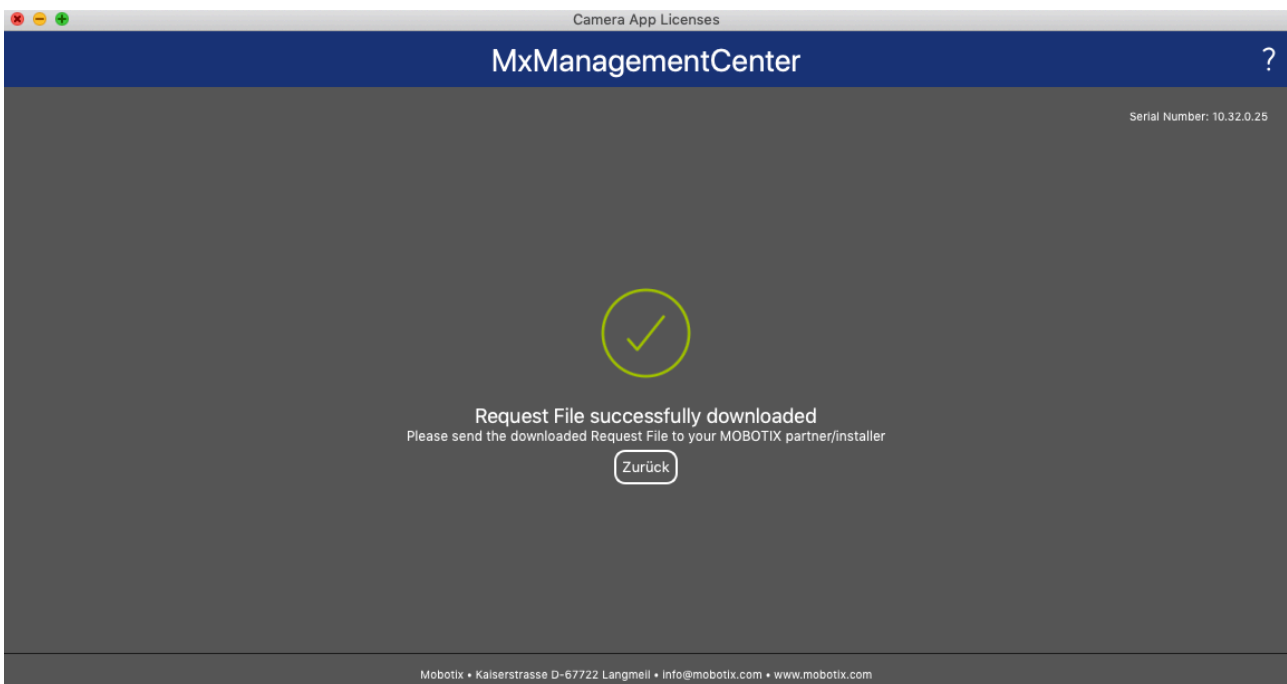 Camera App Licenses
MxManagementCenter
?
Serial Number: 10.32.0.25
Request File successfully downloaded
Please send the downloaded Request File to your MOBOTIX partner/installer
Zurück
Mobotix • Kaiserstrasse D-67722 Langmeil • info@mobotix.com • www.mobotix.com